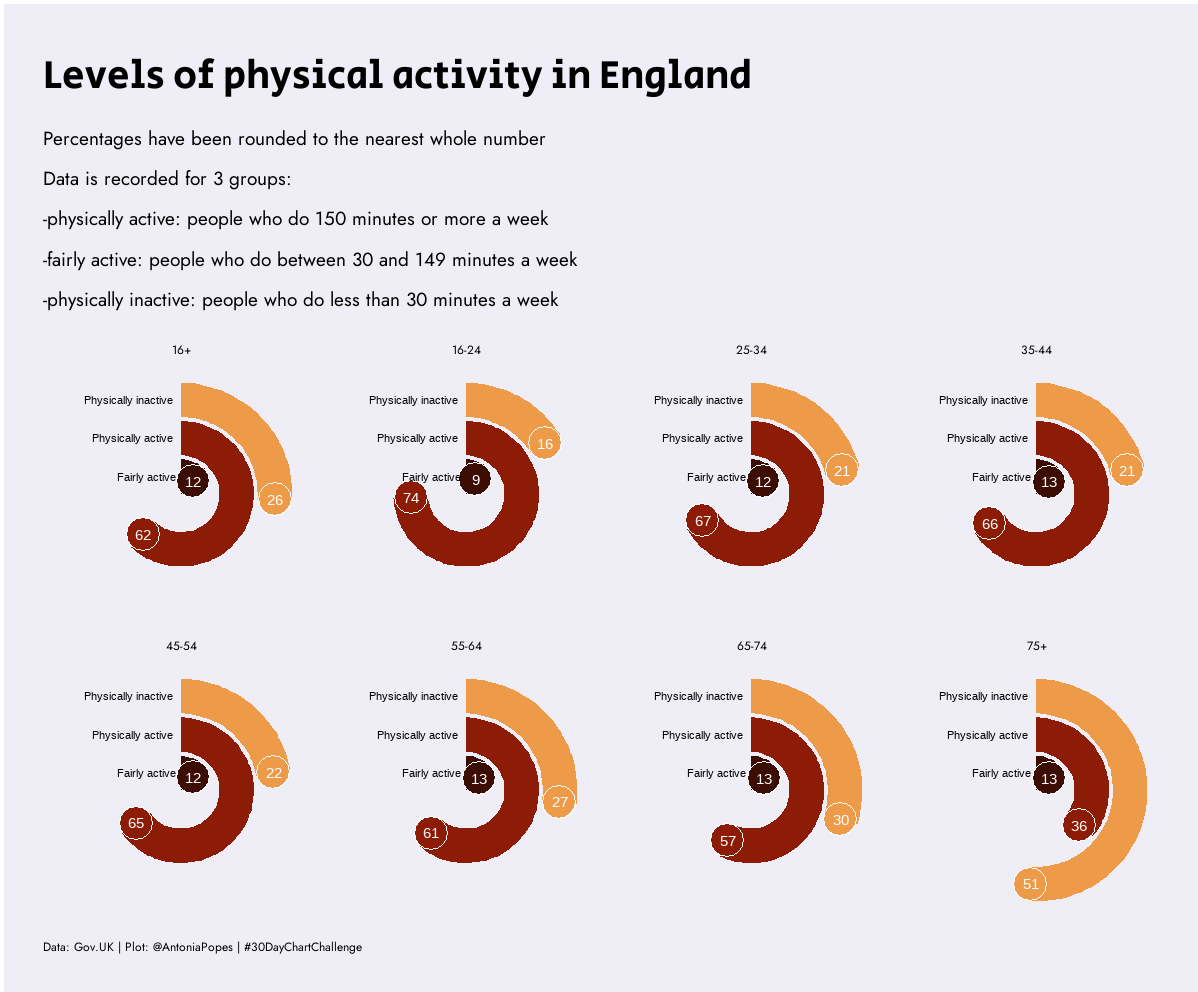 Levels of physical activity in England
Percentages have been rounded to the nearest whole number
Data is recorded for 3 groups:
-physically active: people who do 150 minutes or more a week
-fairly active: people who do between 30 and 149 minutes a week
-physically inactive: people who do less than 30 minutes a week
16+
Physically inactive
Physically active
Fairly active
12
26
62
16-24
Physically inactive
Physically active
Fairly active
16
9
74
25-34
Physically inactive
Physically active
Fairly active
21
12
67
35-44
Physically inactive
Physically active
Fairly active
21
13
66
45-54
Physically inactive
Physically active
Fairly active
22
12
65
55-64
Physically inactive
Physically active
Fairly active
13
27
61
65-74
Physically inactive
Physically active
Fairly active
13
30
57
75+
Physically inactive
Physically active
Fairly active
13
36
51
Data: Gov.UK | Plot: @AntoniaPopes | #30DayChartChallenge